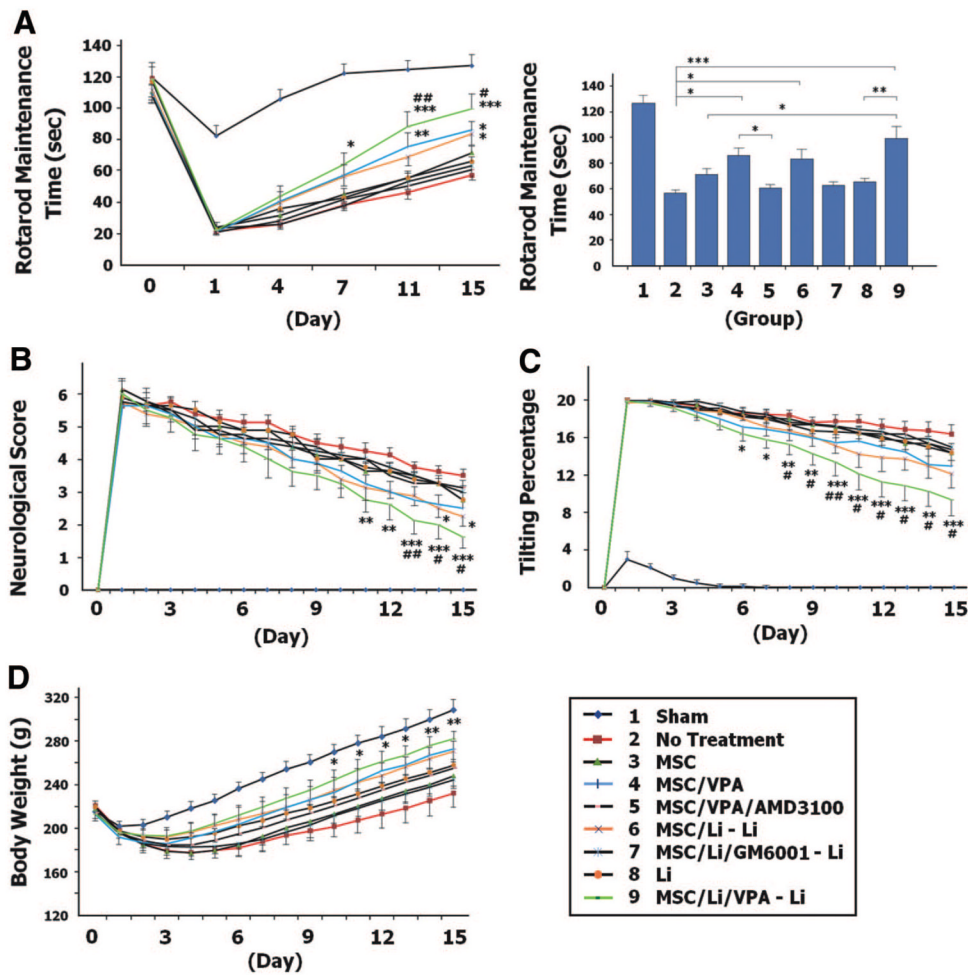 A
Rotarod Maintenance
Time (sec)
140
120
100
80
60
40
20
0
0 1 4 7 11 15
(Day)
*
##
***
**
#
***
*
*
Rotarod Maintenance
Time (sec)
140
120
100
80
60
40
20
0
1 2 3 4 5 6 7 8 9
(Group)
***
*
*
*
*
**
B
Neurological Score
6
5
4
3
2
1
0
0 3 6 9 12 15
(Day)
** ** *** *** ***
## # #
* *
C
Tilting Percentage
20
16
12
8
4
0
0 3 6 9 12 15
(Day)
* * ** ** *** *** *** *** ** ***
# # ## # # # # #
D
Body Weight (g)
320
280
240
200
160
120
0 3 6 9 12 15
(Day)
* * * * ** **
1 Sham
2 No Treatment
3 MSC
4 MSC/VPA
5 MSC/VPA/AMD3100
6 MSC/Li - Li
7 MSC/Li/GM6001 - Li
8 Li
9 MSC/Li/VPA - Li